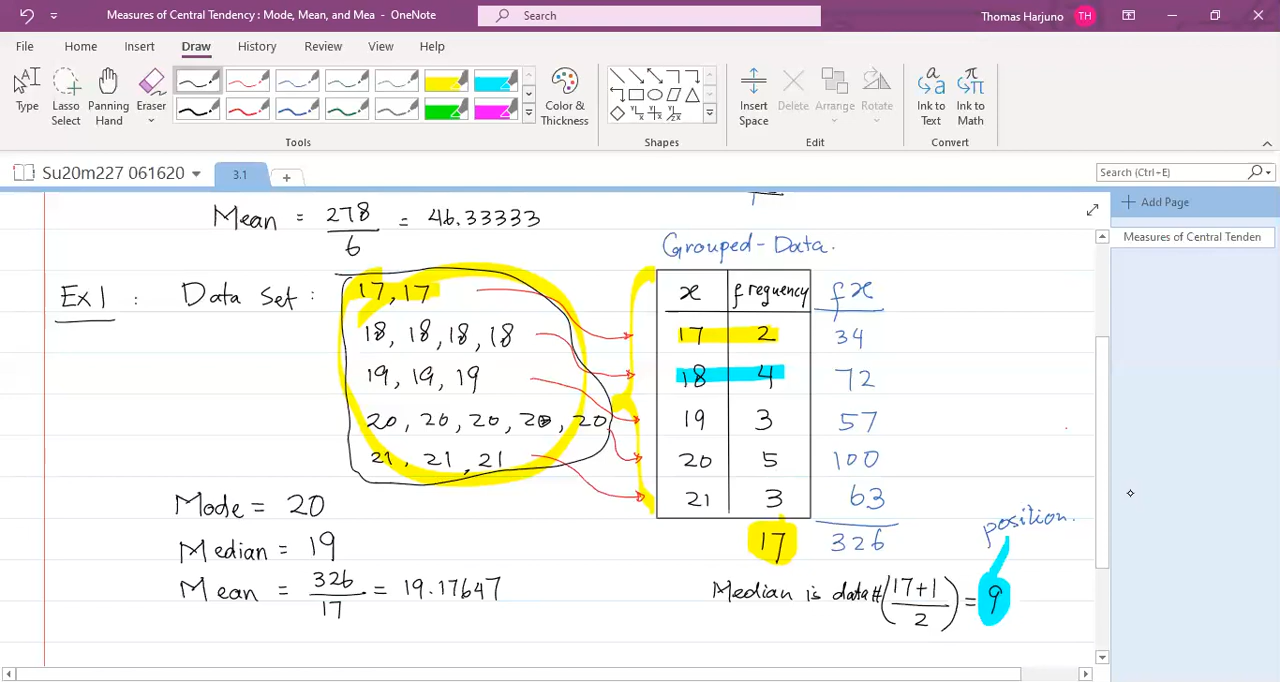 Measures of Central Tendency : Mode, Mean, and Mea - OneNote
Search
Thomas Harjuno
TH
File Home Insert Draw History Review View Help
Type
Lasso Select
Panning Hand
Eraser
Color & Thickness
Insert Space
Delete
Arrange
Rotate
Ink to Text
Ink to Math
Tools
Shapes
Edit
Convert
Su20m227 061620
3.1
Search (Ctrl+E)
Add Page
Measures of Central Tenden
Mean = 278/6 = 46.33333
Grouped-Data.
Ex1 : Data Set :
17, 17
18, 18, 18, 18
19, 19, 19
20, 20, 20, 20, 20
21, 21, 21
x frequency fx
17 2 34
18 4 72
19 3 57
20 5 100
21 3 63
17 326
Mode = 20
Median = 19
Mean = 326/17 = 19.17647
position.
Median is data# (17+1/2) = 9